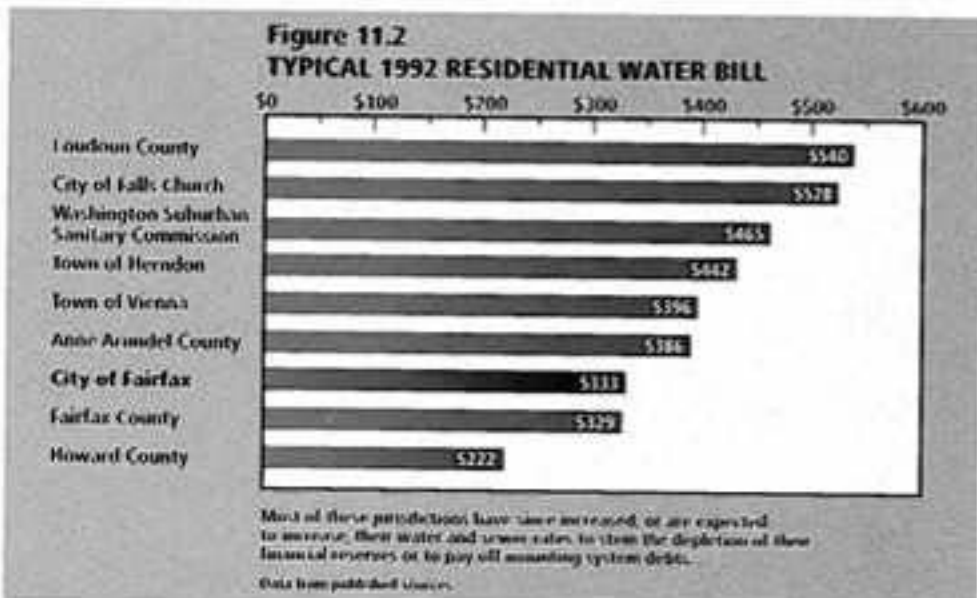 Figure 11.2
TYPICAL 1992 RESIDENTIAL WATER BILL
$0 $100 $200 $300 $400 $500 $600
Loudoun County $540
City of Falls Church $528
Washington Suburban
Sanitary Commission $465
Town of Herndon $442
Town of Vienna $396
Anne Arundel County $386
City of Fairfax $333
Fairfax County $329
Howard County $222
Most of these jurisdictions have since increased, or are expected
to increase, their water and sewer rates to stem the depletion of their
financial reserves or to pay off mounting system debts.
Data from published sources